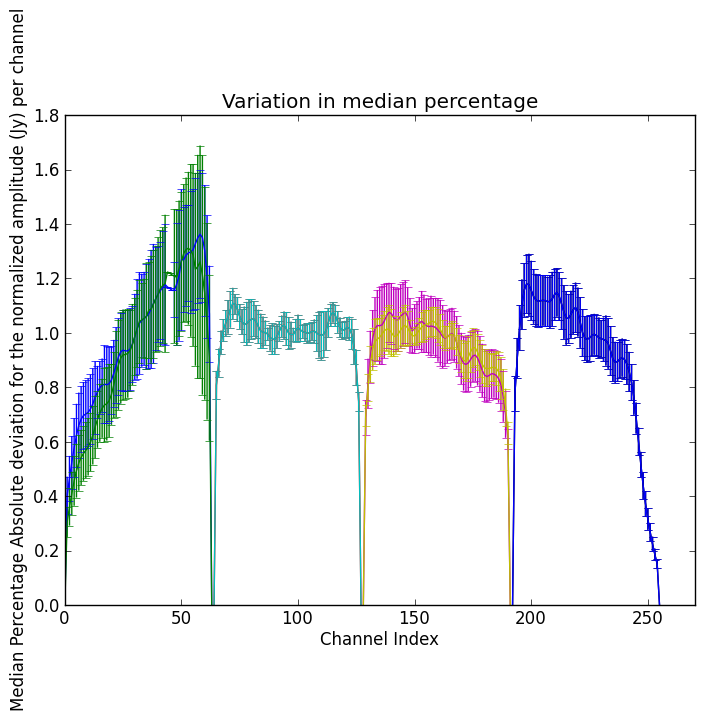 Variation in median percentage
Median Percentage Absolute deviation for the normalized amplitude (Jy) per channel
1.8
1.6
1.4
1.2
1.0
0.8
0.6
0.4
0.2
0.0
0 50 100 150 200 250
Channel Index